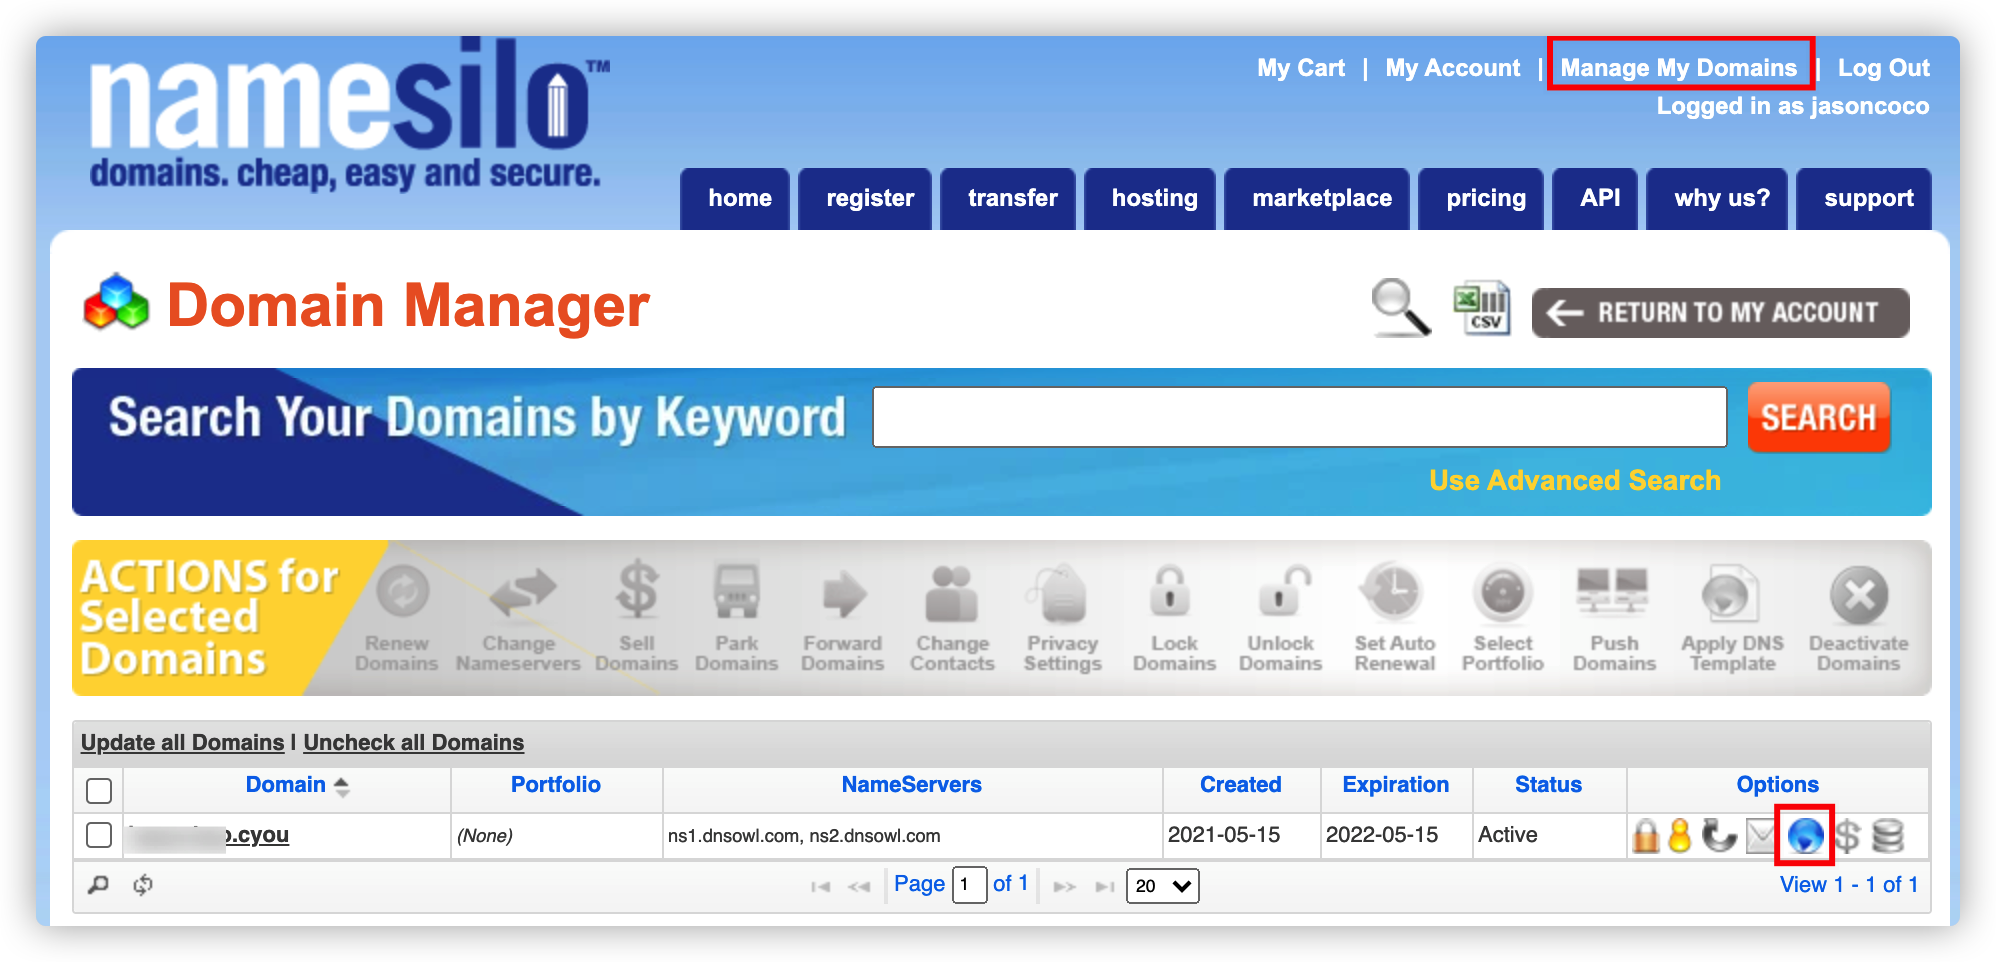 namesilo™
domains. cheap, easy and secure.
My Cart | My Account | Manage My Domains | Log Out
Logged in as jasoncoco
home register transfer hosting marketplace pricing API why us? support
Domain Manager
CSV
RETURN TO MY ACCOUNT
Search Your Domains by Keyword
SEARCH
Use Advanced Search
ACTIONS for
Selected
Domains
Renew
Domains
Change
Nameservers
Sell
Domains
Park
Domains
Forward
Domains
Change
Contacts
Privacy
Settings
Lock
Domains
Unlock
Domains
Set Auto
Renewal
Select
Portfolio
Push
Domains
Apply DNS
Template
Deactivate
Domains
Update all Domains | Uncheck all Domains
Domain Portfolio NameServers Created Expiration Status Options
.cyou (None) ns1.dnsowl.com, ns2.dnsowl.com 2021-05-15 2022-05-15 Active
Page 1 of 1 20 View 1 - 1 of 1